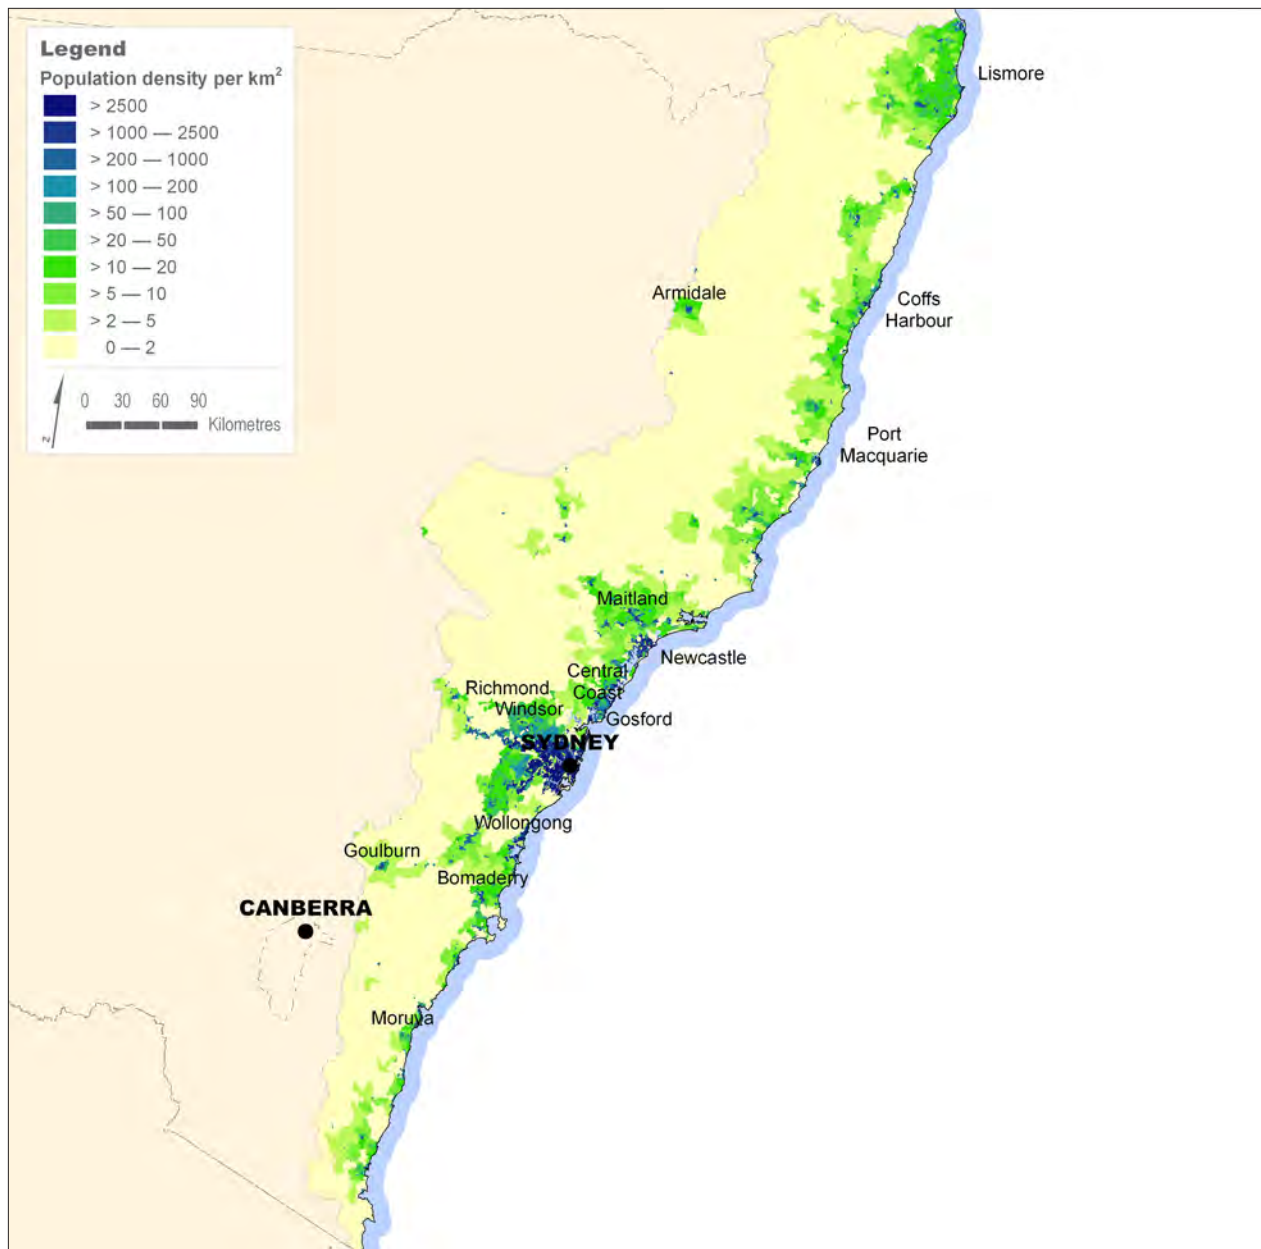 Legend
Population density per km²
> 2500
> 1000 — 2500
> 200 — 1000
> 100 — 200
> 50 — 100
> 20 — 50
> 10 — 20
> 5 — 10
> 2 — 5
0 — 2
0 30 60 90
Kilometres
N
Lismore
Armidale
Coffs
Harbour
Port
Macquarie
Maitland
Newcastle
Central
Coast
Richmond
Windsor
Gosford
SYDNEY
Wollongong
Goulburn
Bomaderry
CANBERRA
Moruya